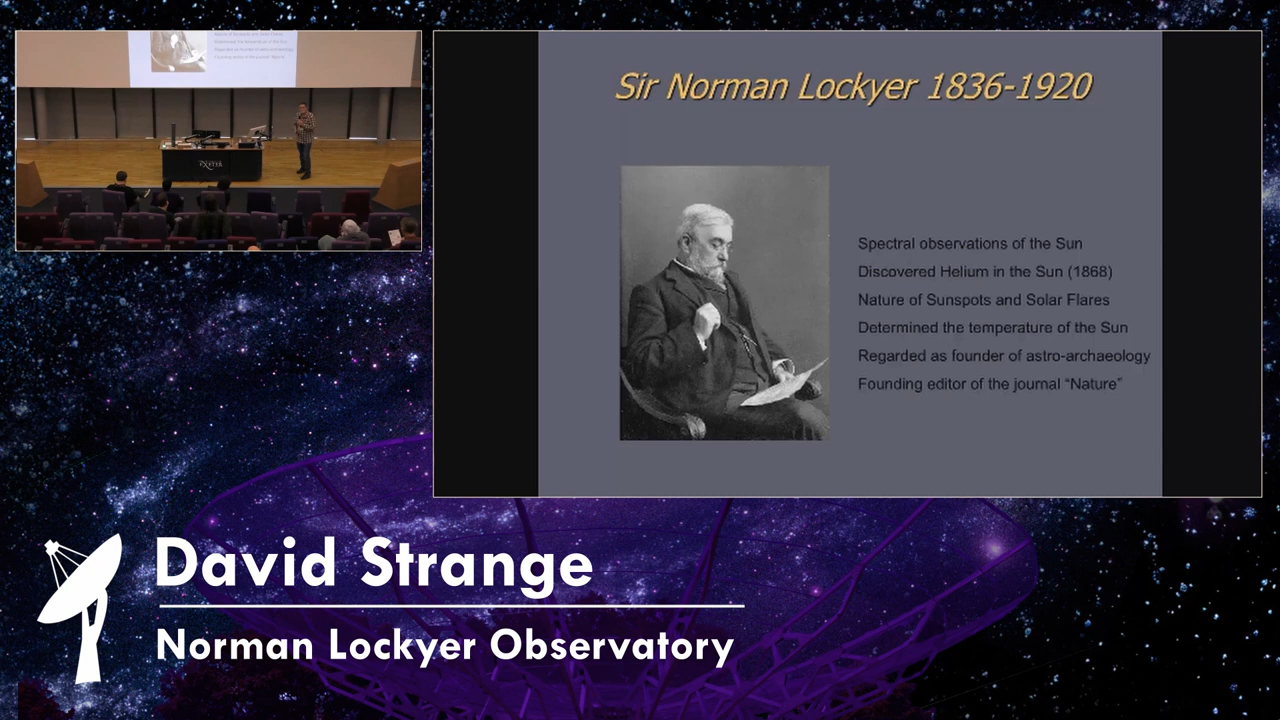 Sir Norman Lockyer 1836-1920
Spectral observations of the Sun
Discovered Helium in the Sun (1868)
Nature of Sunspots and Solar Flares
Determined the temperature of the Sun
Regarded as founder of astro-archaeology
Founding editor of the journal “Nature”
EXETER
David Strange
Norman Lockyer Observatory